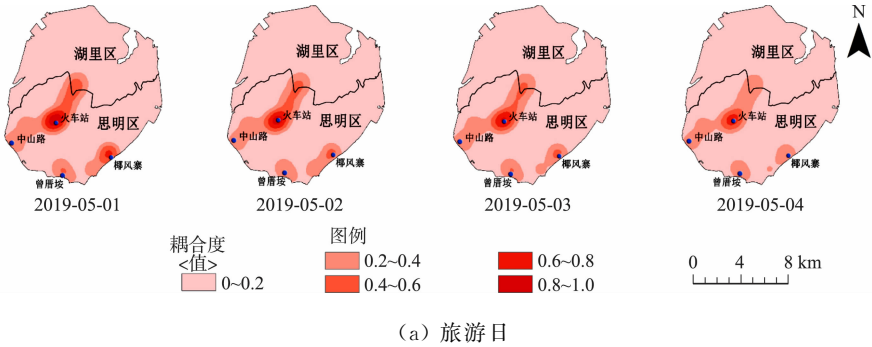 N
湖里区
思明区
火车站
中山路
曾厝垵
椰风寨
2019-05-01
湖里区
思明区
火车站
中山路
曾厝垵
椰风寨
2019-05-02
湖里区
思明区
火车站
中山路
曾厝垵
椰风寨
2019-05-03
湖里区
思明区
火车站
中山路
曾厝垵
椰风寨
2019-05-04
图例
耦合度
<值>
0~0.2
0.2~0.4
0.4~0.6
0.6~0.8
0.8~1.0
0 4 8 km
(a) 旅游日